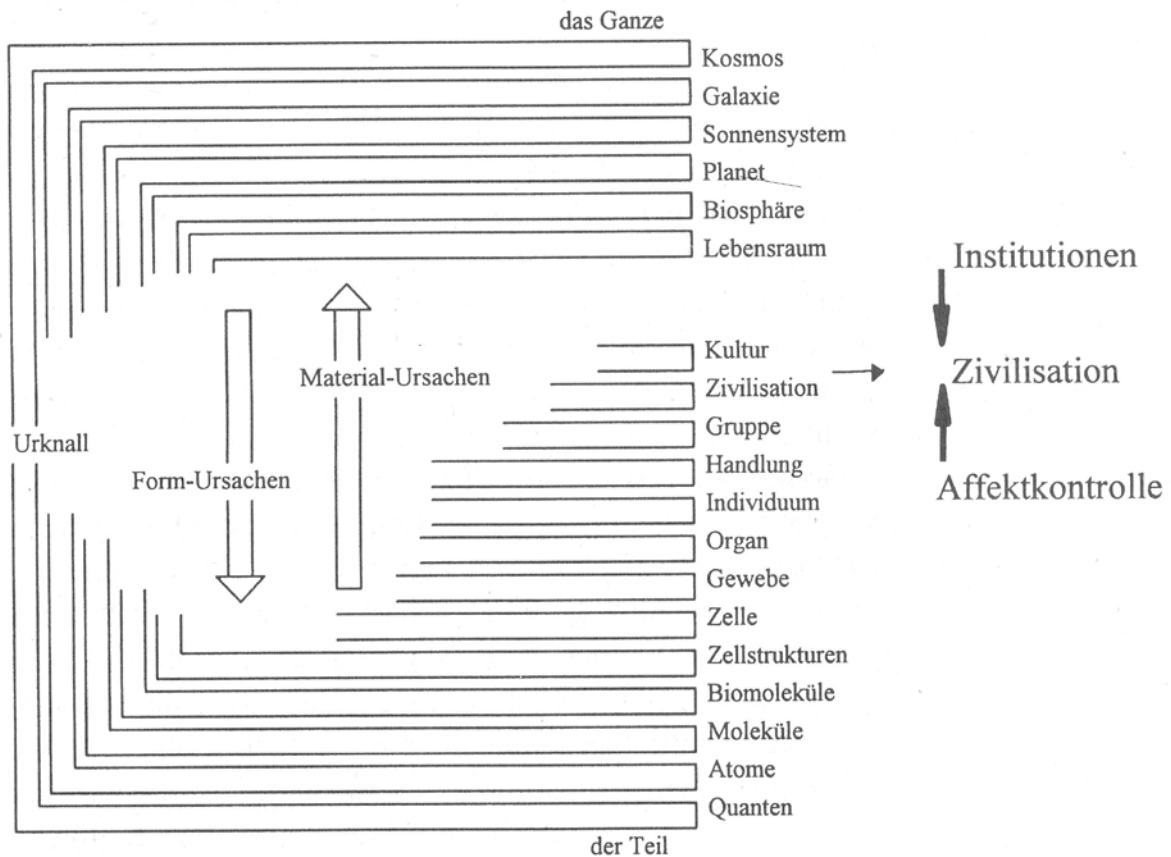 das Ganze
Kosmos
Galaxie
Sonnensystem
Planet
Biosphäre
Lebensraum
Institutionen
Kultur
Material-Ursachen
Zivilisation
Zivilisation
Gruppe
Urknall
Handlung
Form-Ursachen
Individuum
Affektkontrolle
Organ
Gewebe
Zelle
Zellstrukturen
Biomoleküle
Moleküle
Atome
Quanten
der Teil